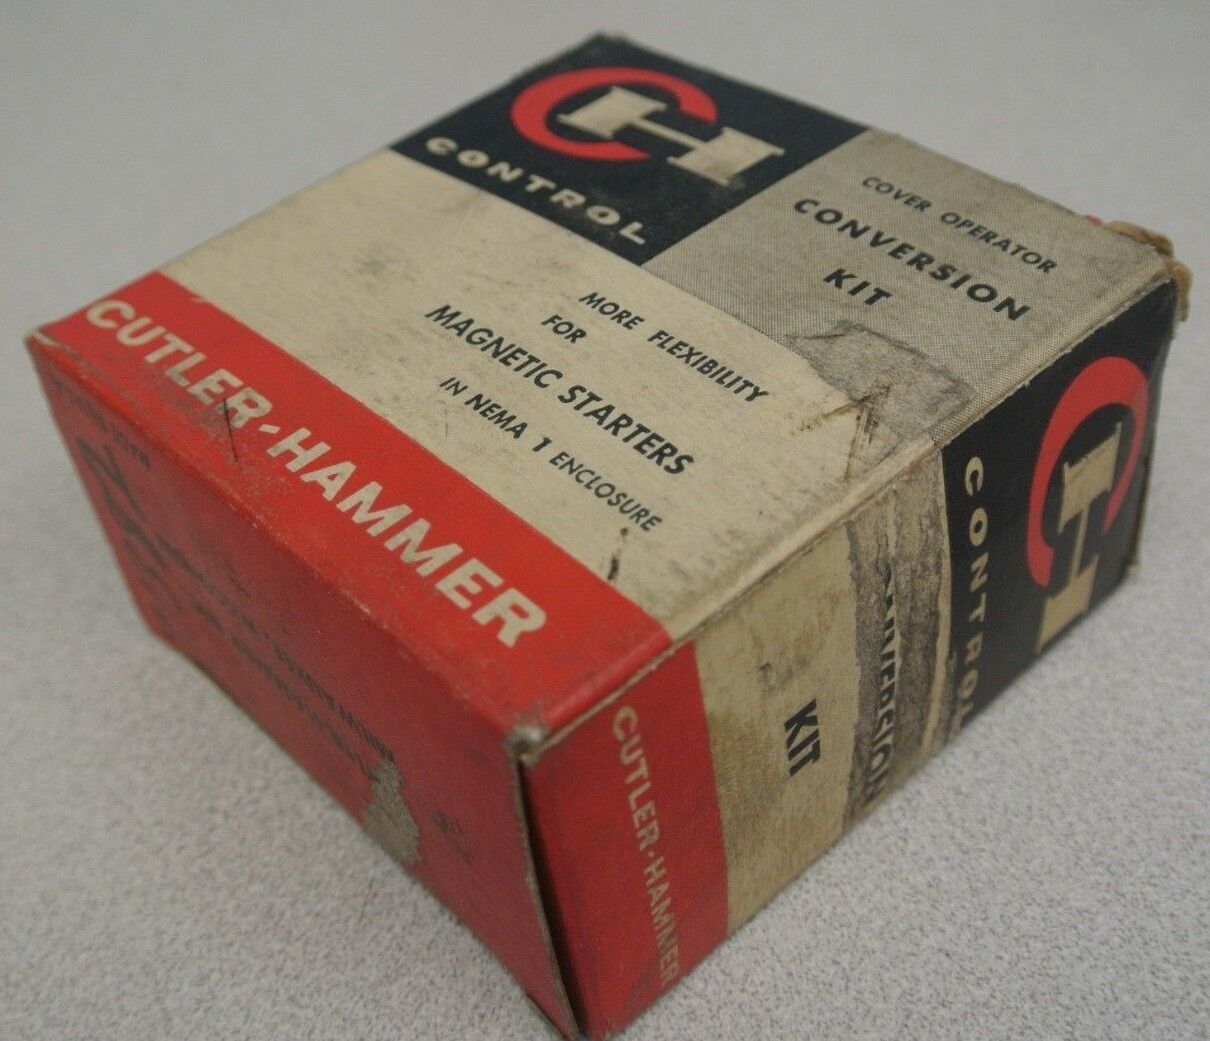 CH
CONTROL
COVER OPERATOR
CONVERSION
KIT
MORE FLEXIBILITY
FOR
MAGNETIC STARTERS
IN NEMA 1 ENCLOSURE
CUTLER-HAMMER
CH
CONTROL
KIT
CUTLER-HAMMER